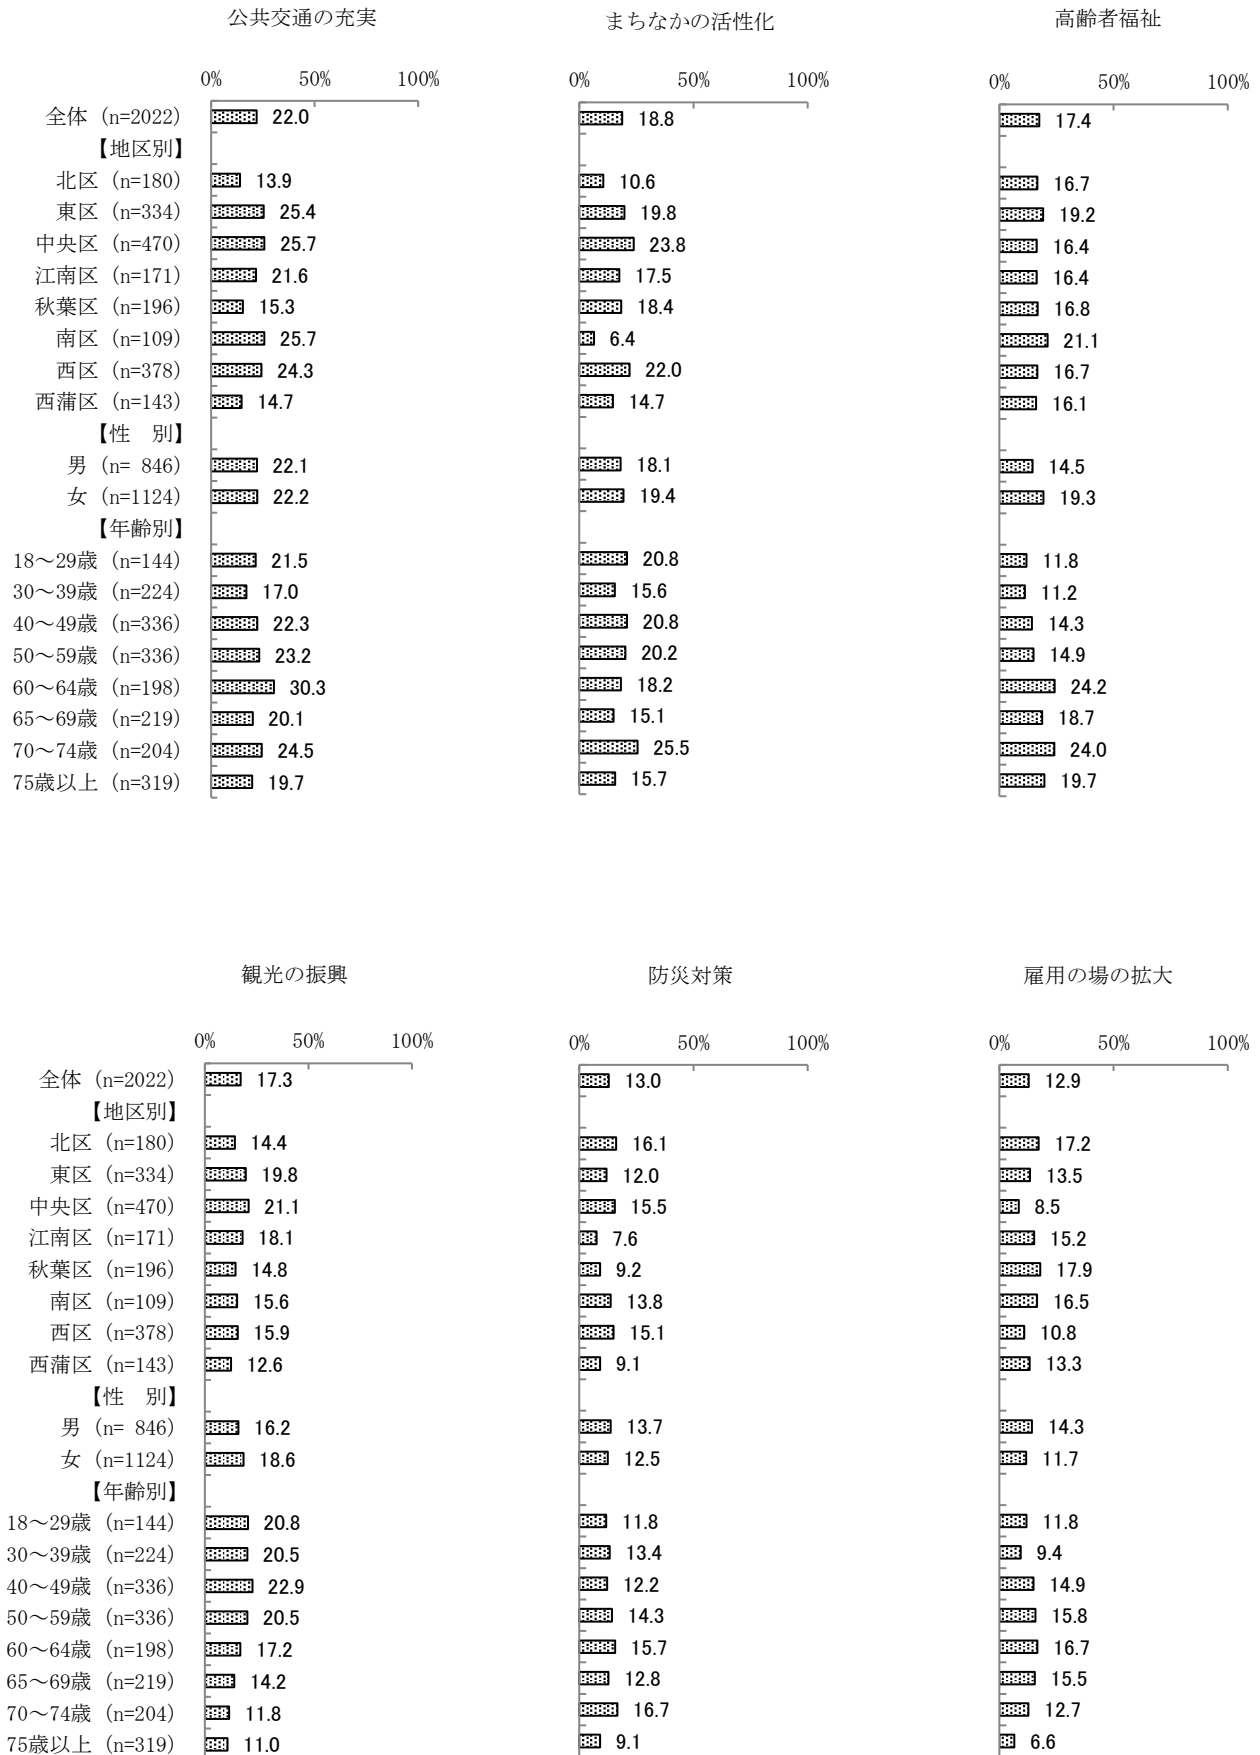 公共交通の充実 まちなかの活性化 高齢者福祉
0% 50% 100% 0% 50% 100% 0% 50% 100%
全体 (n=2022) 22.0 18.8 17.4
【地区別】
北区 (n=180) 13.9 10.6 16.7
東区 (n=334) 25.4 19.8 19.2
中央区 (n=470) 25.7 23.8 16.4
江南区 (n=171) 21.6 17.5 16.4
秋葉区 (n=196) 15.3 18.4 16.8
南区 (n=109) 25.7 6.4 21.1
西区 (n=378) 24.3 22.0 16.7
西蒲区 (n=143) 14.7 14.7 16.1
【性　別】
男 (n= 846) 22.1 18.1 14.5
女 (n=1124) 22.2 19.4 19.3
【年齢別】
18～29歳 (n=144) 21.5 20.8 11.8
30～39歳 (n=224) 17.0 15.6 11.2
40～49歳 (n=336) 22.3 20.8 14.3
50～59歳 (n=336) 23.2 20.2 14.9
60～64歳 (n=198) 30.3 18.2 24.2
65～69歳 (n=219) 20.1 15.1 18.7
70～74歳 (n=204) 24.5 25.5 24.0
75歳以上 (n=319) 19.7 15.7 19.7
観光の振興 防災対策 雇用の場の拡大
0% 50% 100% 0% 50% 100% 0% 50% 100%
全体 (n=2022) 17.3 13.0 12.9
【地区別】
北区 (n=180) 14.4 16.1 17.2
東区 (n=334) 19.8 12.0 13.5
中央区 (n=470) 21.1 15.5 8.5
江南区 (n=171) 18.1 7.6 15.2
秋葉区 (n=196) 14.8 9.2 17.9
南区 (n=109) 15.6 13.8 16.5
西区 (n=378) 15.9 15.1 10.8
西蒲区 (n=143) 12.6 9.1 13.3
【性　別】
男 (n= 846) 16.2 13.7 14.3
女 (n=1124) 18.6 12.5 11.7
【年齢別】
18～29歳 (n=144) 20.8 11.8 11.8
30～39歳 (n=224) 20.5 13.4 9.4
40～49歳 (n=336) 22.9 12.2 14.9
50～59歳 (n=336) 20.5 14.3 15.8
60～64歳 (n=198) 17.2 15.7 16.7
65～69歳 (n=219) 14.2 12.8 15.5
70～74歳 (n=204) 11.8 16.7 12.7
75歳以上 (n=319) 11.0 9.1 6.6